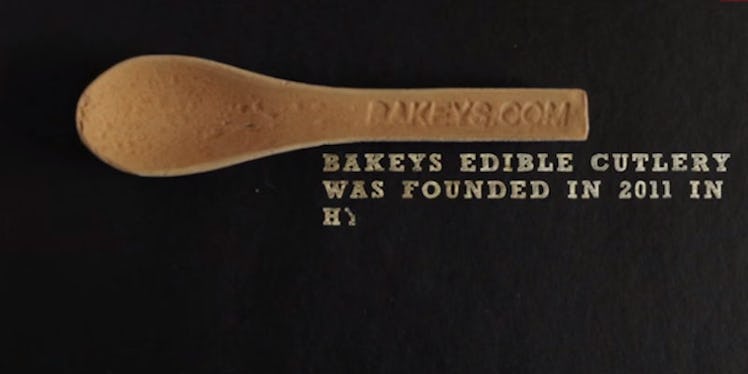 BAKEYS.COM
BAKEYS EDIBLE CUTLERY
WAS FOUNDED IN 2011 IN